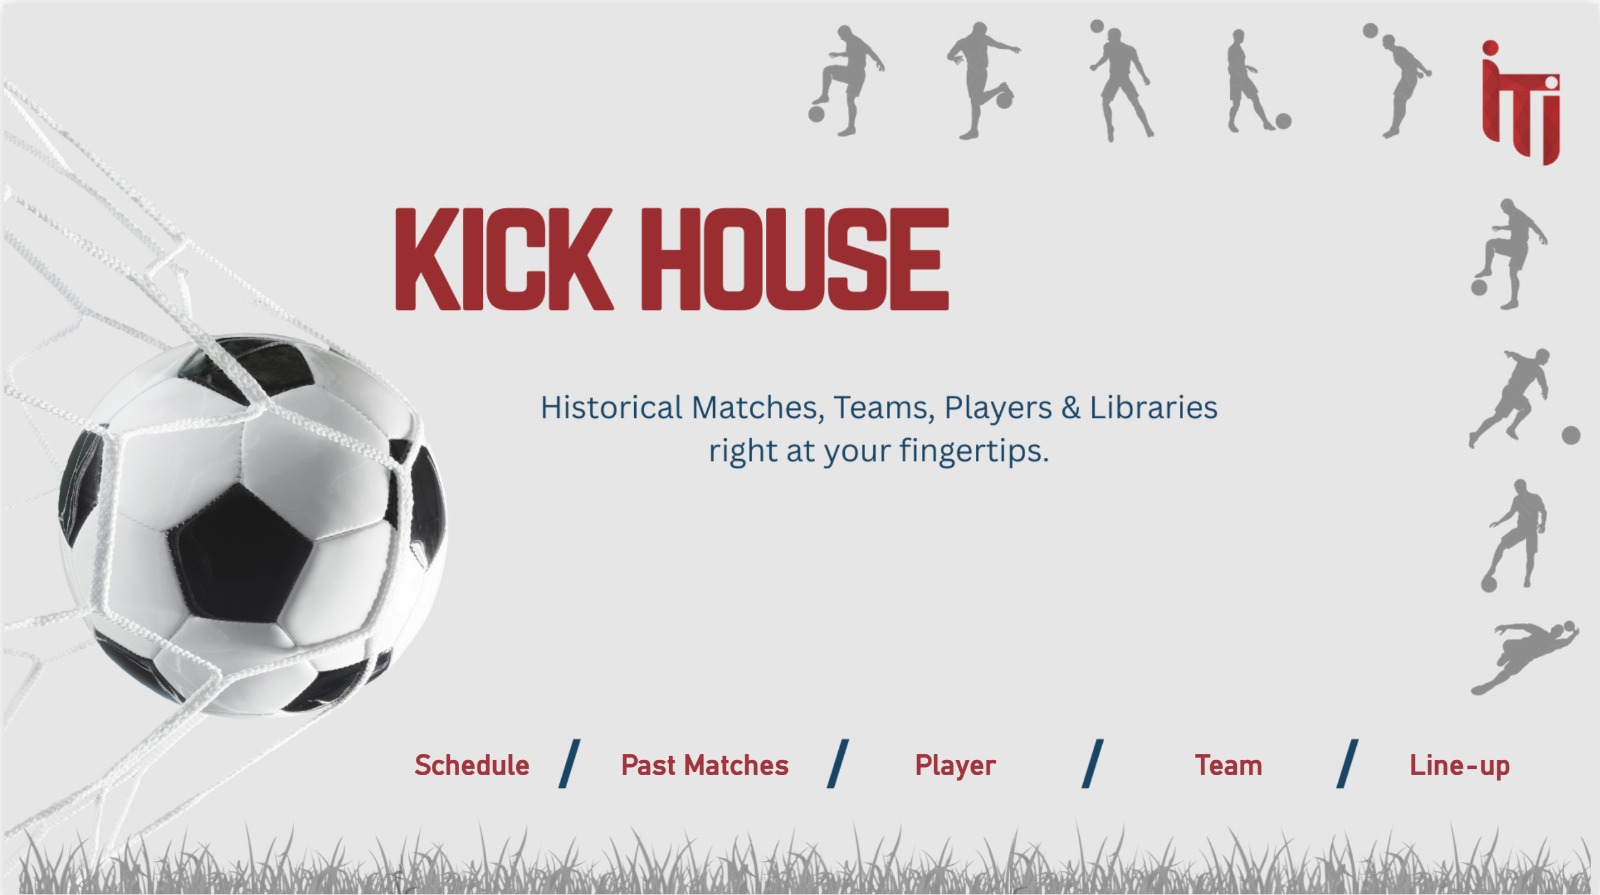 iTi
KICK HOUSE
Historical Matches, Teams, Players & Libraries
right at your fingertips.
Schedule / Past Matches / Player / Team / Line-up